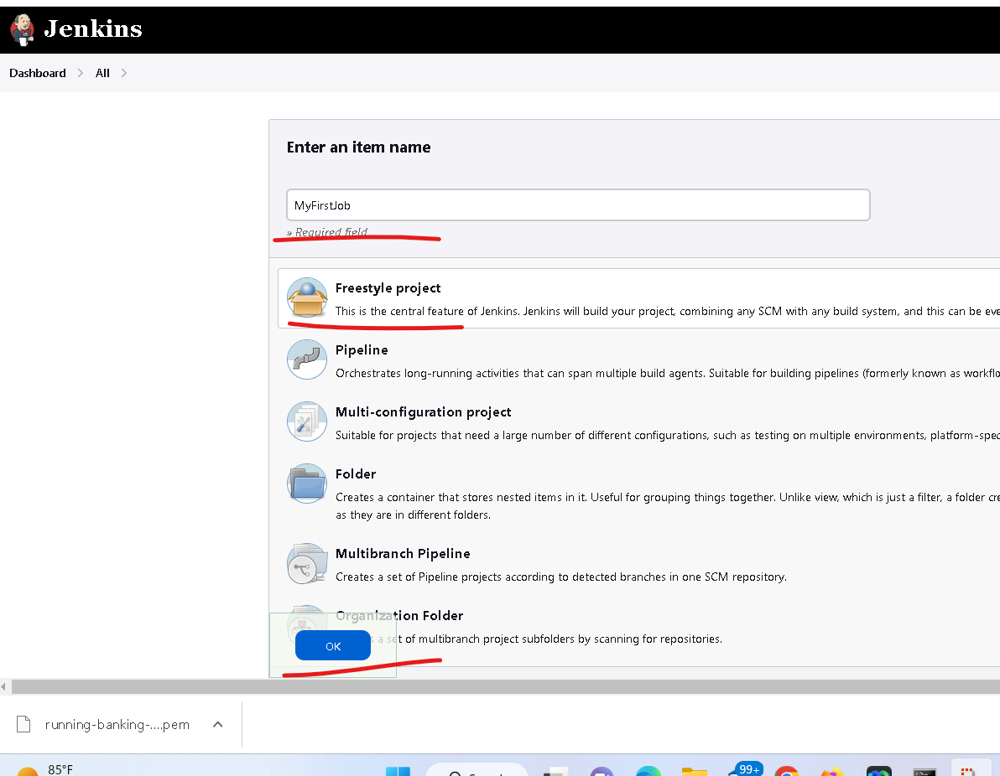 Jenkins
Dashboard All
Enter an item name
MyFirstJob
» Required field
Freestyle project
This is the central feature of Jenkins. Jenkins will build your project, combining any SCM with any build system, and this can be eve
Pipeline
Orchestrates long-running activities that can span multiple build agents. Suitable for building pipelines (formerly known as workflo
Multi-configuration project
Suitable for projects that need a large number of different configurations, such as testing on multiple environments, platform-spec
Folder
Creates a container that stores nested items in it. Useful for grouping things together. Unlike view, which is just a filter, a folder cre
as they are in different folders.
Multibranch Pipeline
Creates a set of Pipeline projects according to detected branches in one SCM repository.
Organization Folder
a set of multibranch project subfolders by scanning for repositories.
OK
running-banking-....pem
85°F
99+